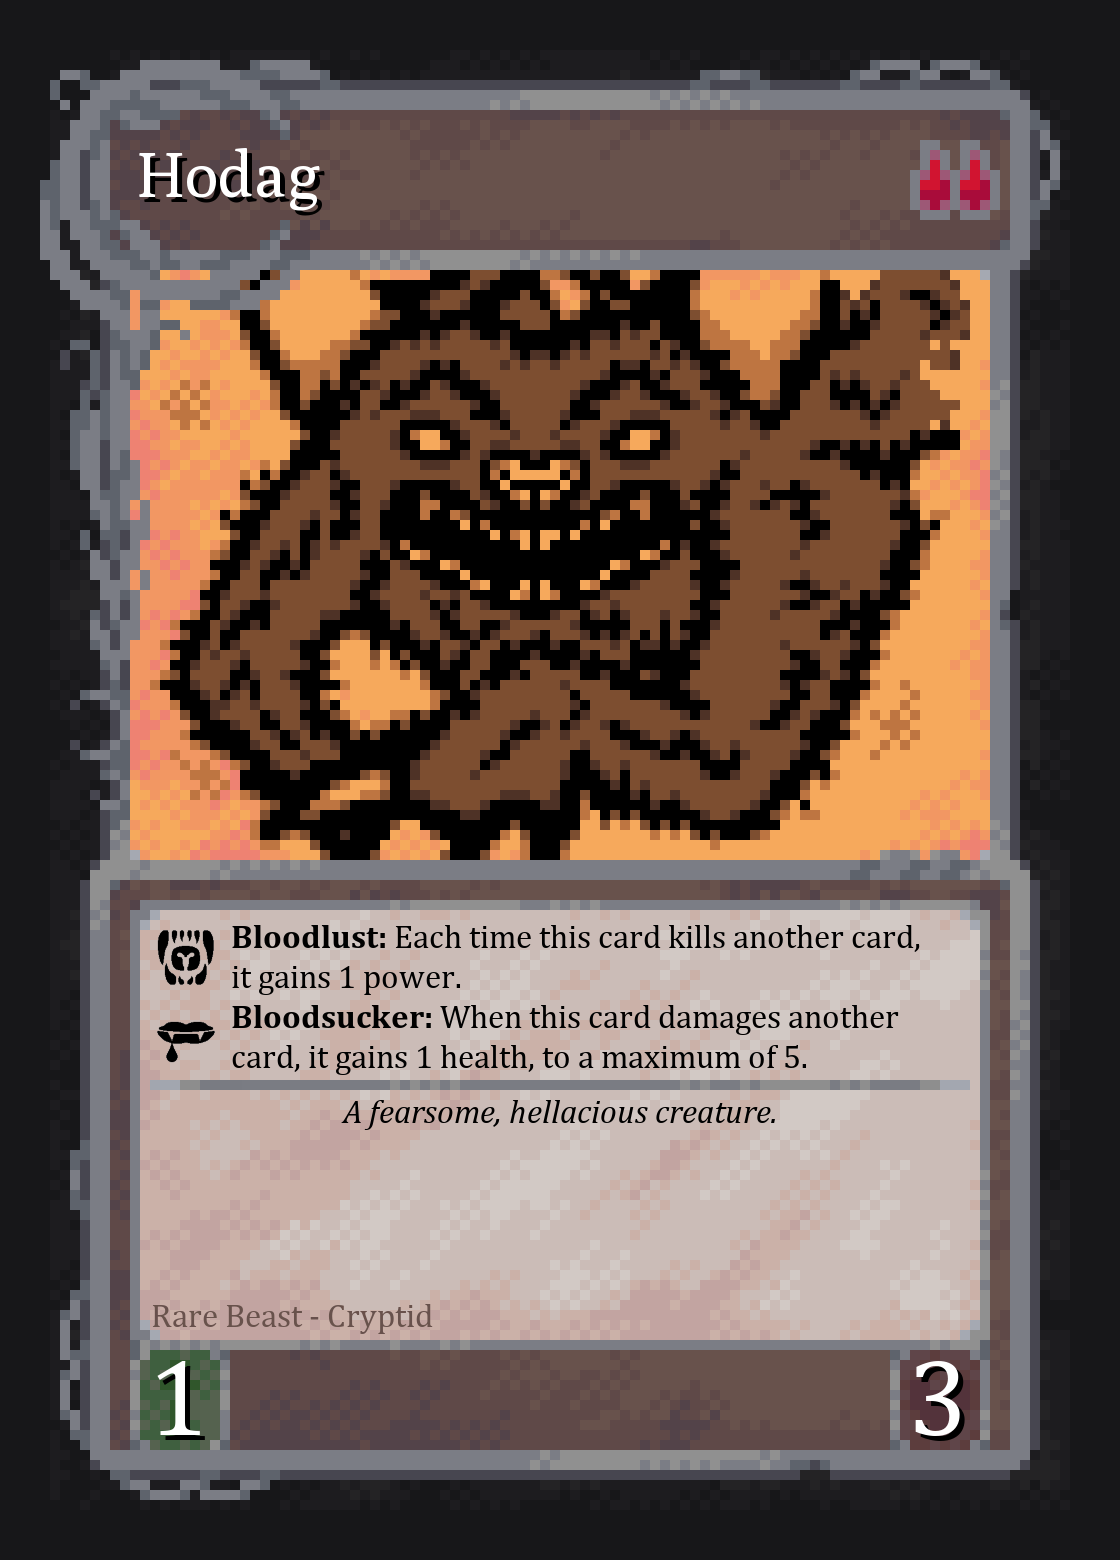 Hodag
Bloodlust: Each time this card kills another card,
it gains 1 power.
Bloodsucker: When this card damages another
card, it gains 1 health, to a maximum of 5.
A fearsome, hellacious creature.
Rare Beast - Cryptid
1
3